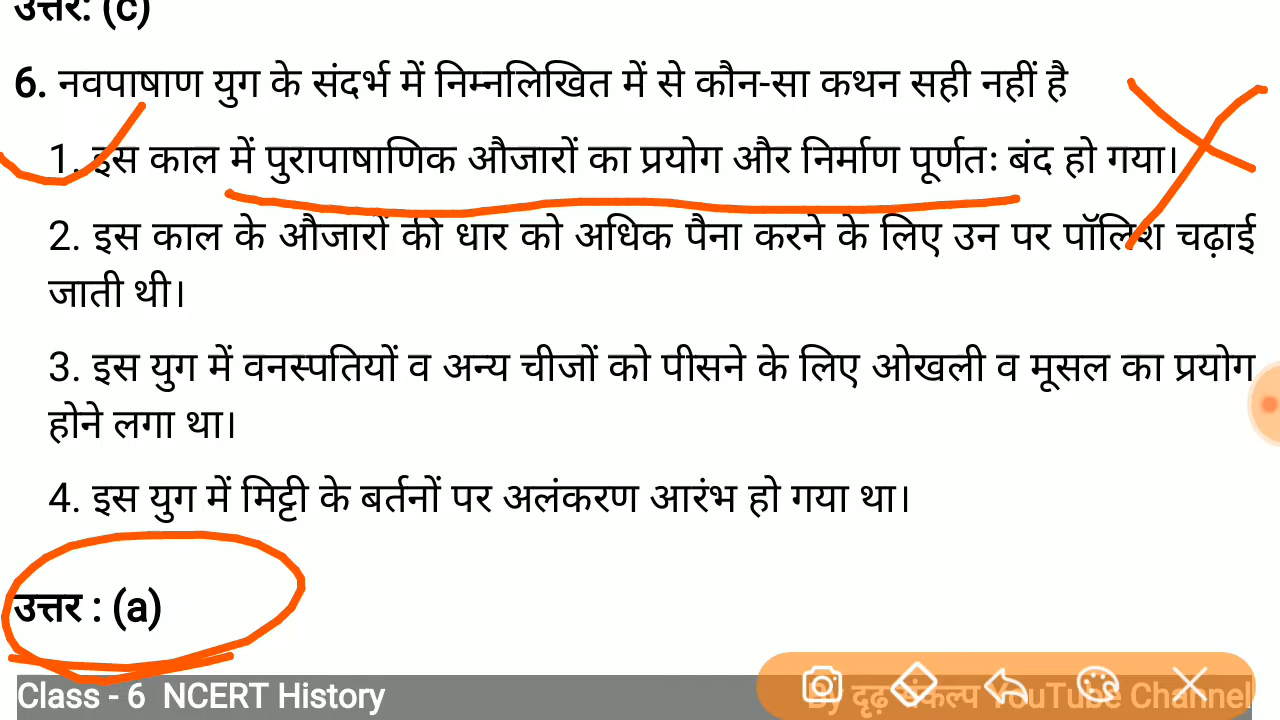 उत्तर: (c)
6. नवपाषाण युग के संदर्भ में निम्नलिखित में से कौन-सा कथन सही नहीं है
1. इस काल में पुरापाषाणिक औजारों का प्रयोग और निर्माण पूर्णतः बंद हो गया।
2. इस काल के औजारों की धार को अधिक पैना करने के लिए उन पर पॉलिश चढ़ाई
जाती थी।
3. इस युग में वनस्पतियों व अन्य चीजों को पीसने के लिए ओखली व मूसल का प्रयोग
होने लगा था।
4. इस युग में मिट्टी के बर्तनों पर अलंकरण आरंभ हो गया था।
उत्तर : (a)
Class - 6 NCERT History By दृढ़ संकल्प YouTube Channel